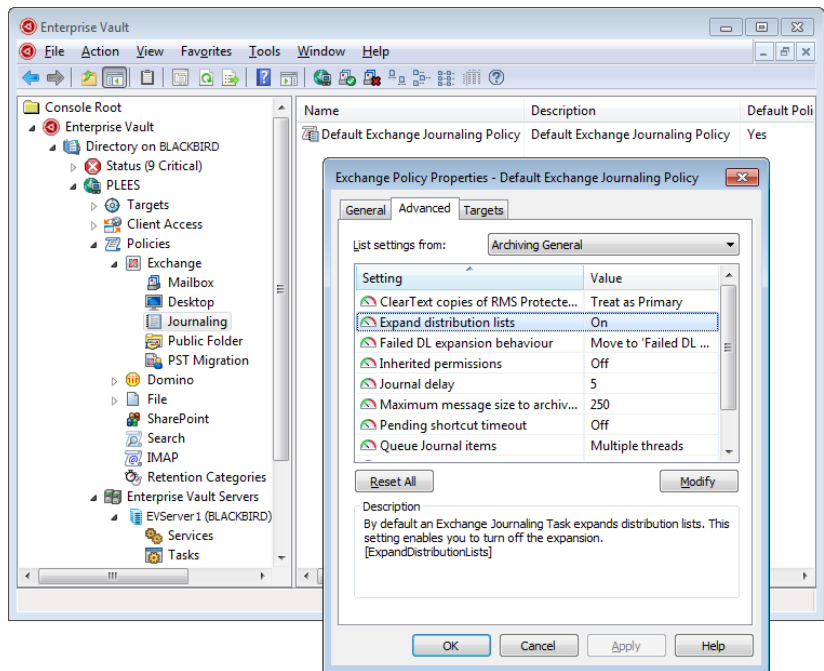 Enterprise Vault
File Action View Favorites Tools Window Help
Console Root
Enterprise Vault
Directory on BLACKBIRD
Status (9 Critical)
PLEES
Targets
Client Access
Policies
Exchange
Mailbox
Desktop
Journaling
Public Folder
PST Migration
Domino
File
SharePoint
Search
IMAP
Retention Categories
Enterprise Vault Servers
EVServer1 (BLACKBIRD)
Services
Tasks
Name Description Default Poli
Default Exchange Journaling Policy Default Exchange Journaling Policy Yes
Exchange Policy Properties - Default Exchange Journaling Policy
General Advanced Targets
List settings from: Archiving General
Setting Value
ClearText copies of RMS Protecte... Treat as Primary
Expand distribution lists On
Failed DL expansion behaviour Move to 'Failed DL ...
Inherited permissions Off
Journal delay 5
Maximum message size to archiv... 250
Pending shortcut timeout Off
Queue Journal items Multiple threads
Reset All Modify
Description
By default an Exchange Journaling Task expands distribution lists. This
setting enables you to turn off the expansion.
[ExpandDistributionLists]
OK Cancel Apply Help